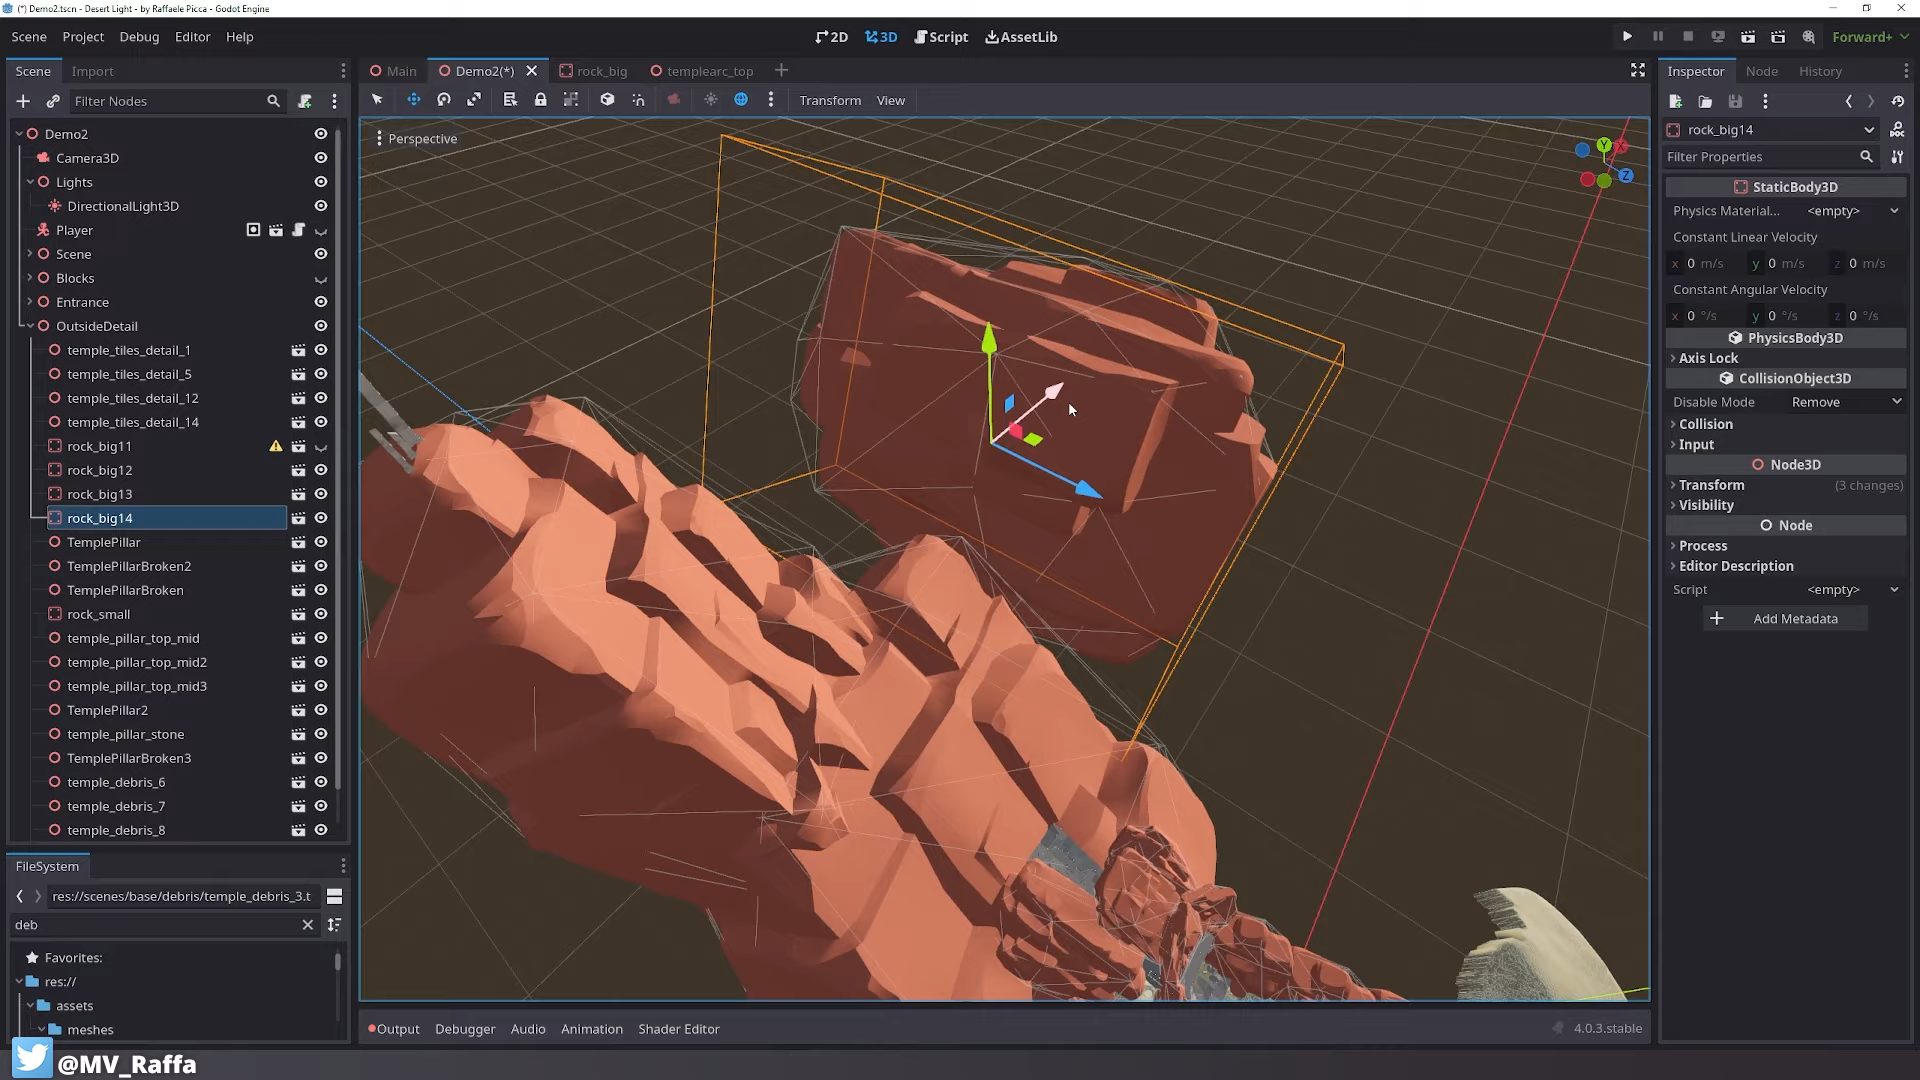 (*) Demo2.tscn - Desert Light - by Raffaele Picca - Godot Engine
Scene Project Debug Editor Help
2D 3D Script AssetLib
Forward+
Scene Import
Filter Nodes
Demo2
Camera3D
Lights
DirectionalLight3D
Player
Scene
Blocks
Entrance
OutsideDetail
temple_tiles_detail_1
temple_tiles_detail_5
temple_tiles_detail_12
temple_tiles_detail_14
rock_big11
rock_big12
rock_big13
rock_big14
TemplePillar
TemplePillarBroken2
TemplePillarBroken
rock_small
temple_pillar_top_mid
temple_pillar_top_mid2
temple_pillar_top_mid3
TemplePillar2
temple_pillar_stone
TemplePillarBroken3
temple_debris_6
temple_debris_7
temple_debris_8
FileSystem
res://scenes/base/debris/temple_debris_3.t
deb
Favorites:
res://
assets
meshes
@MV_Raffa
Main Demo2(*) rock_big templearc_top
Transform View
Perspective
Y X Z
Output Debugger Audio Animation Shader Editor
4.0.3.stable
Inspector Node History
rock_big14
DOC
Filter Properties
StaticBody3D
Physics Material... <empty>
Constant Linear Velocity
x 0 m/s y 0 m/s z 0 m/s
Constant Angular Velocity
x 0 °/s y 0 °/s z 0 °/s
PhysicsBody3D
Axis Lock
CollisionObject3D
Disable Mode Remove
Collision
Input
Node3D
Transform (3 changes)
Visibility
Node
Process
Editor Description
Script <empty>
Add Metadata